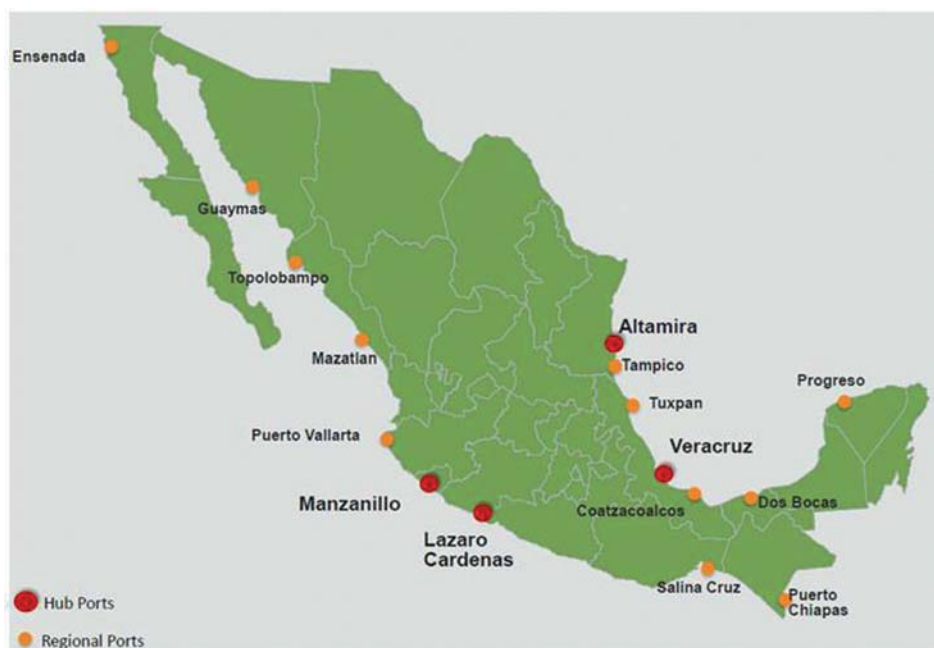 Ensenada
Guaymas
Topolobampo
Mazatlan
Puerto Vallarta
Manzanillo
Lazaro
Cardenas
Altamira
Tampico
Tuxpan
Veracruz
Progreso
Coatzacoalcos
Dos Bocas
Salina Cruz
Puerto
Chiapas
Hub Ports
Regional Ports